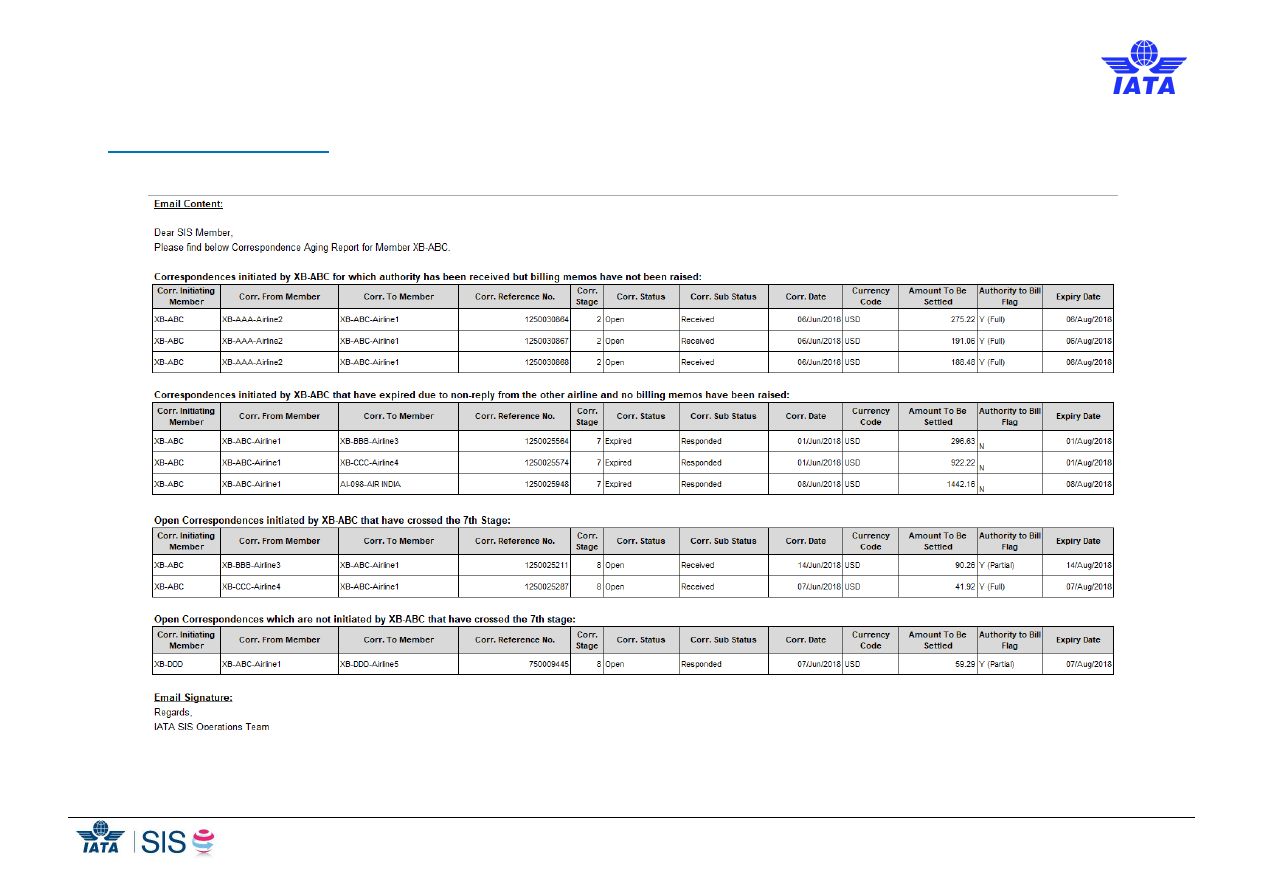 IATA
Email Content:
Dear SIS Member,
Please find below Correspondence Aging Report for Member XB-ABC.
Correspondences initiated by XB-ABC for which authority has been received but billing memos have not been raised:
Corr. Initiating Member Corr. From Member Corr. To Member Corr. Reference No. Corr. Stage Corr. Status Corr. Sub Status Corr. Date Currency Code Amount To Be Settled Authority to Bill Flag Expiry Date
XB-ABC XB-AAA-Airline2 XB-ABC-Airline1 1250030864 2 Open Received 06/Jun/2018 USD 275.22 Y (Full) 06/Aug/2018
XB-ABC XB-AAA-Airline2 XB-ABC-Airline1 1250030867 2 Open Received 06/Jun/2018 USD 191.06 Y (Full) 06/Aug/2018
XB-ABC XB-AAA-Airline2 XB-ABC-Airline1 1250030868 2 Open Received 06/Jun/2018 USD 188.48 Y (Full) 06/Aug/2018
Correspondences initiated by XB-ABC that have expired due to non-reply from the other airline and no billing memos have been raised:
Corr. Initiating Member Corr. From Member Corr. To Member Corr. Reference No. Corr. Stage Corr. Status Corr. Sub Status Corr. Date Currency Code Amount To Be Settled Authority to Bill Flag Expiry Date
XB-ABC XB-ABC-Airline1 XB-BBB-Airline3 1250025564 7 Expired Responded 01/Jun/2018 USD 296.63 N 01/Aug/2018
XB-ABC XB-ABC-Airline1 XB-CCC-Airline4 1250025574 7 Expired Responded 01/Jun/2018 USD 922.22 N 01/Aug/2018
XB-ABC XB-ABC-Airline1 AI-098-AIR INDIA 1250025948 7 Expired Responded 08/Jun/2018 USD 1442.16 N 08/Aug/2018
Open Correspondences initiated by XB-ABC that have crossed the 7th Stage:
Corr. Initiating Member Corr. From Member Corr. To Member Corr. Reference No. Corr. Stage Corr. Status Corr. Sub Status Corr. Date Currency Code Amount To Be Settled Authority to Bill Flag Expiry Date
XB-ABC XB-BBB-Airline3 XB-ABC-Airline1 1250025211 8 Open Received 14/Jun/2018 USD 90.26 Y (Partial) 14/Aug/2018
XB-ABC XB-CCC-Airline4 XB-ABC-Airline1 1250025287 8 Open Received 07/Jun/2018 USD 41.92 Y (Full) 07/Aug/2018
Open Correspondences which are not initiated by XB-ABC that have crossed the 7th stage:
Corr. Initiating Member Corr. From Member Corr. To Member Corr. Reference No. Corr. Stage Corr. Status Corr. Sub Status Corr. Date Currency Code Amount To Be Settled Authority to Bill Flag Expiry Date
XB-DDD XB-ABC-Airline1 XB-DDD-Airline5 750009445 8 Open Responded 07/Jun/2018 USD 59.29 Y (Partial) 07/Aug/2018
Email Signature:
Regards,
IATA SIS Operations Team
IATA SIS